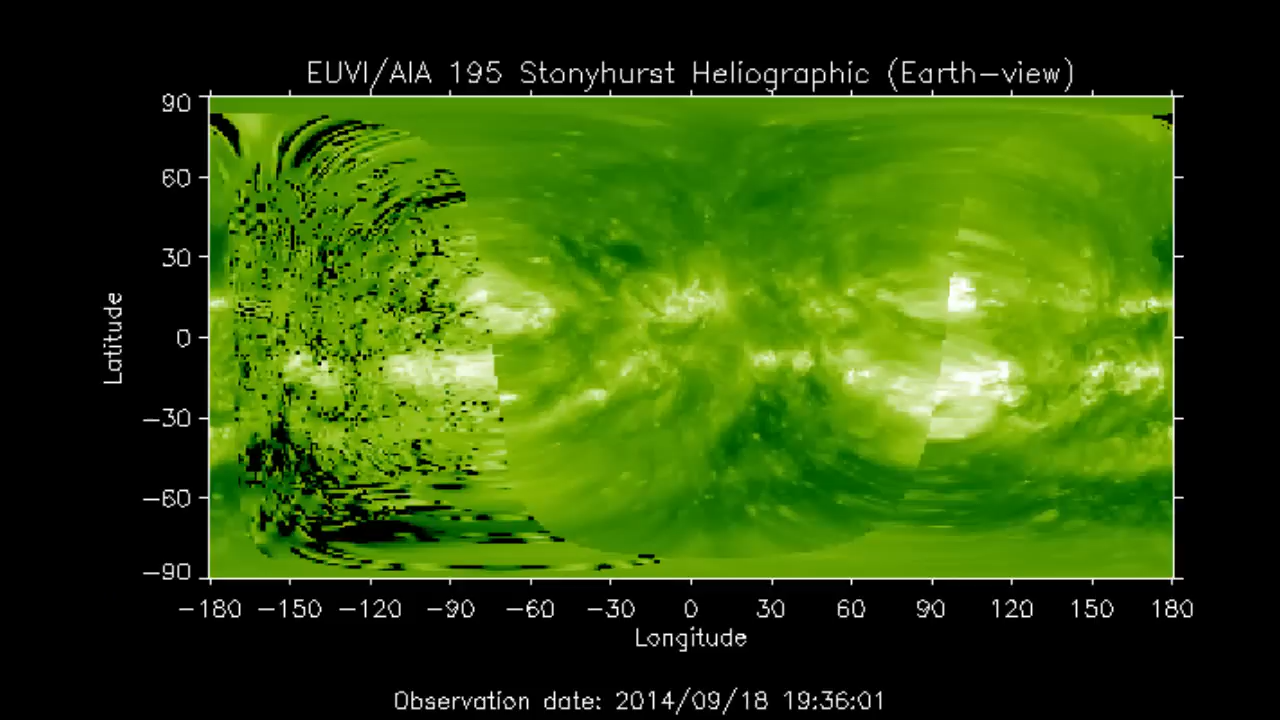 EUVI/AIA 195 Stonyhurst Heliographic (Earth-view)
90
60
30
0
-30
-60
-90
Latitude
-180 -150 -120 -90 -60 -30 0 30 60 90 120 150 180
Longitude
Observation date: 2014/09/18 19:36:01